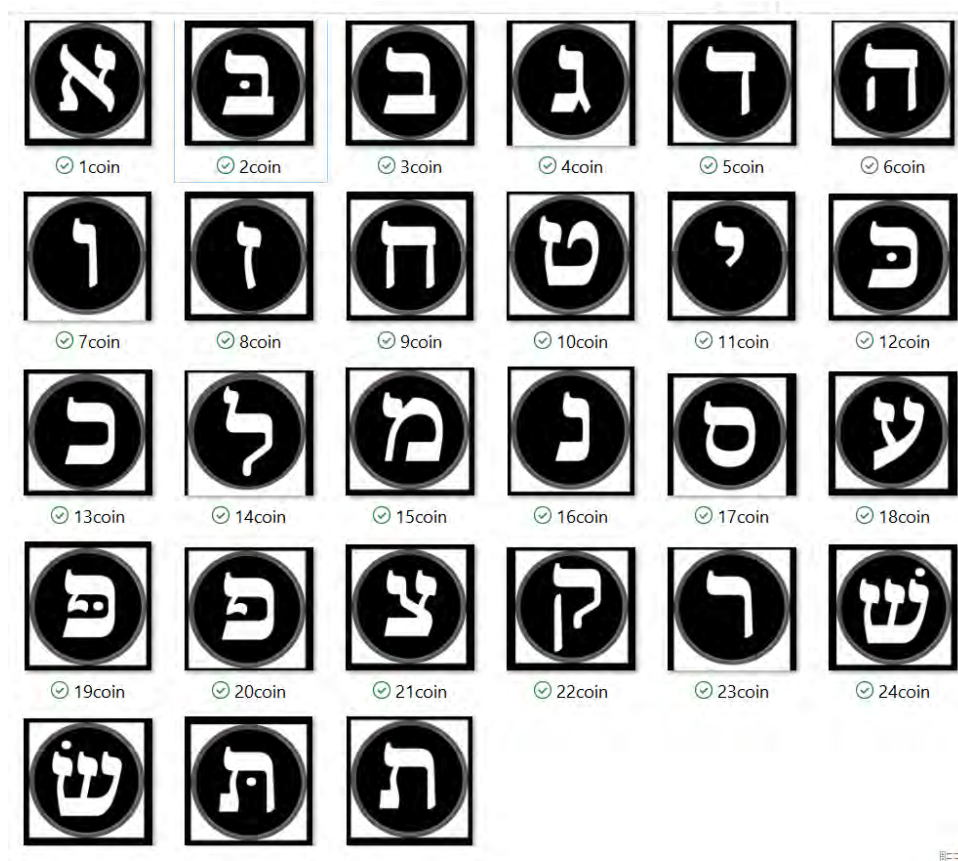 א בּ ב ג ד ה
1coin 2coin 3coin 4coin 5coin 6coin
ו ז ח ט י כּ
7coin 8coin 9coin 10coin 11coin 12coin
כ ל מ נ ס ע
13coin 14coin 15coin 16coin 17coin 18coin
פּ פ צ ק ר שׁ
19coin 20coin 21coin 22coin 23coin 24coin
שׂ תּ ת